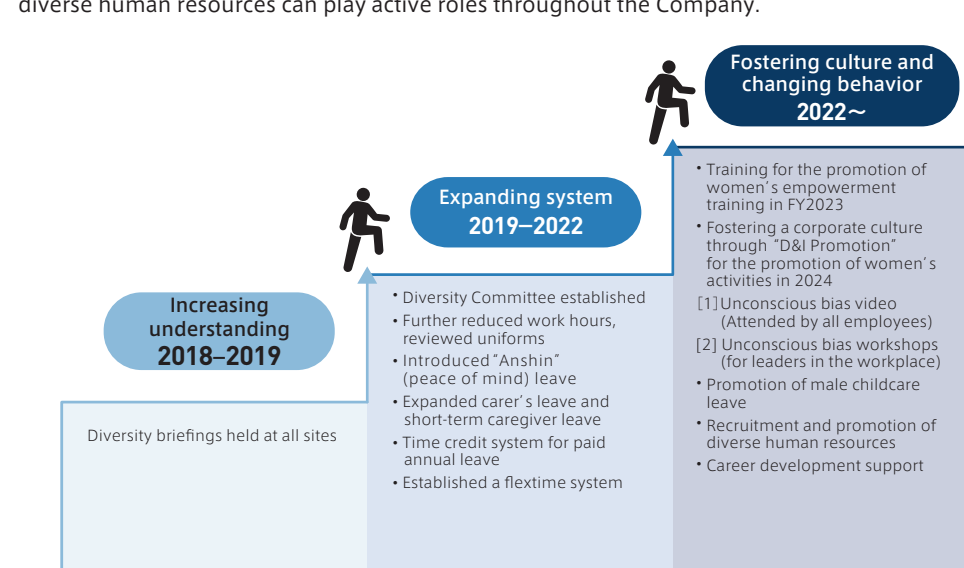 diverse human resources can play active roles throughout the Company.
Increasing
understanding
2018–2019
Diversity briefings held at all sites
Expanding system
2019–2022
• Diversity Committee established
• Further reduced work hours,
reviewed uniforms
• Introduced “Anshin”
(peace of mind) leave
• Expanded carer’s leave and
short-term caregiver leave
• Time credit system for paid
annual leave
• Established a flextime system
Fostering culture and
changing behavior
2022~
• Training for the promotion of
women’s empowerment
training in FY2023
• Fostering a corporate culture
through “D&I Promotion”
for the promotion of women’s
activities in 2024
[1] Unconscious bias video
(Attended by all employees)
[2] Unconscious bias workshops
(for leaders in the workplace)
• Promotion of male childcare
leave
• Recruitment and promotion of
diverse human resources
• Career development support